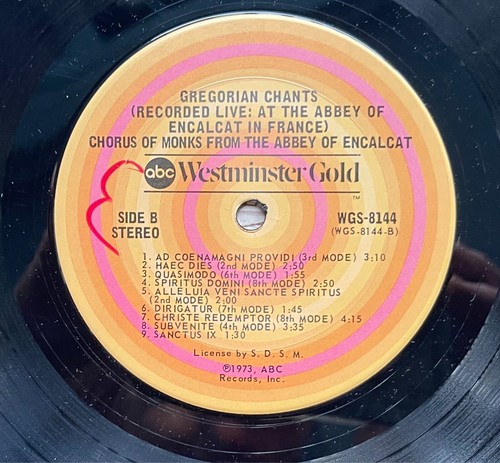 GREGORIAN CHANTS
(RECORDED LIVE: AT THE ABBEY OF
ENCALCAT IN FRANCE)
CHORUS OF MONKS FROM THE ABBEY OF ENCALCAT
abc Westminster Gold
TM
SIDE B
STEREO
WGS-8144
(WGS-8144-B)
1. AD COENAMAGNI PROVIDI (3rd MODE) 3:10
2. HAEC DIES (2nd MODE) 2:50
3. QUASIMODO (6th MODE) 1:55
4. SPIRITUS DOMINI (8th MODE) 2:50
5. ALLELUIA VENI SANCTE SPIRITUS
(2nd MODE) 2:00
6. DIRIGATUR (7th MODE) 1:45
7. CHRISTE REDEMPTOR (8th MODE) 4:15
8. SUBVENITE (4th MODE) 3:35
9. SANCTUS IX 1:30
License by S. D. S. M.
℗1973, ABC
Records, Inc.